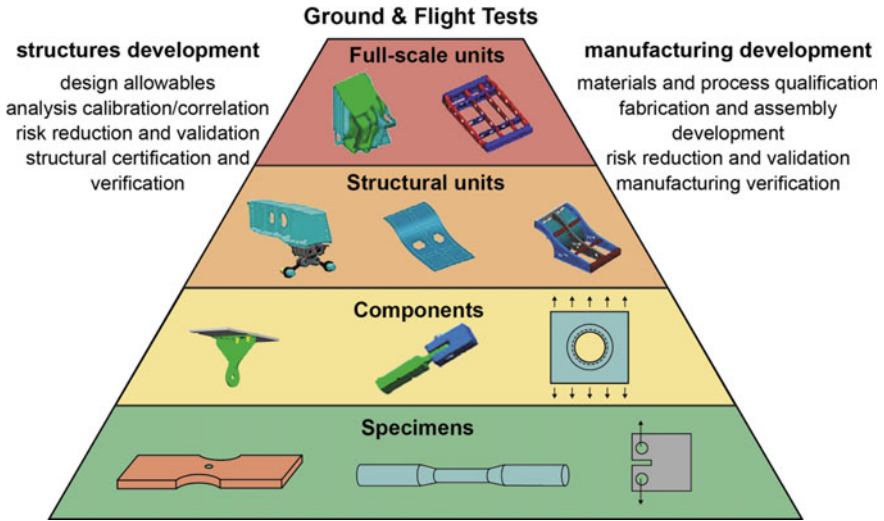 Ground & Flight Tests
structures development
design allowables
analysis calibration/correlation
risk reduction and validation
structural certification and
verification
manufacturing development
materials and process qualification
fabrication and assembly
development
risk reduction and validation
manufacturing verification
Full-scale units
Structural units
Components
Specimens